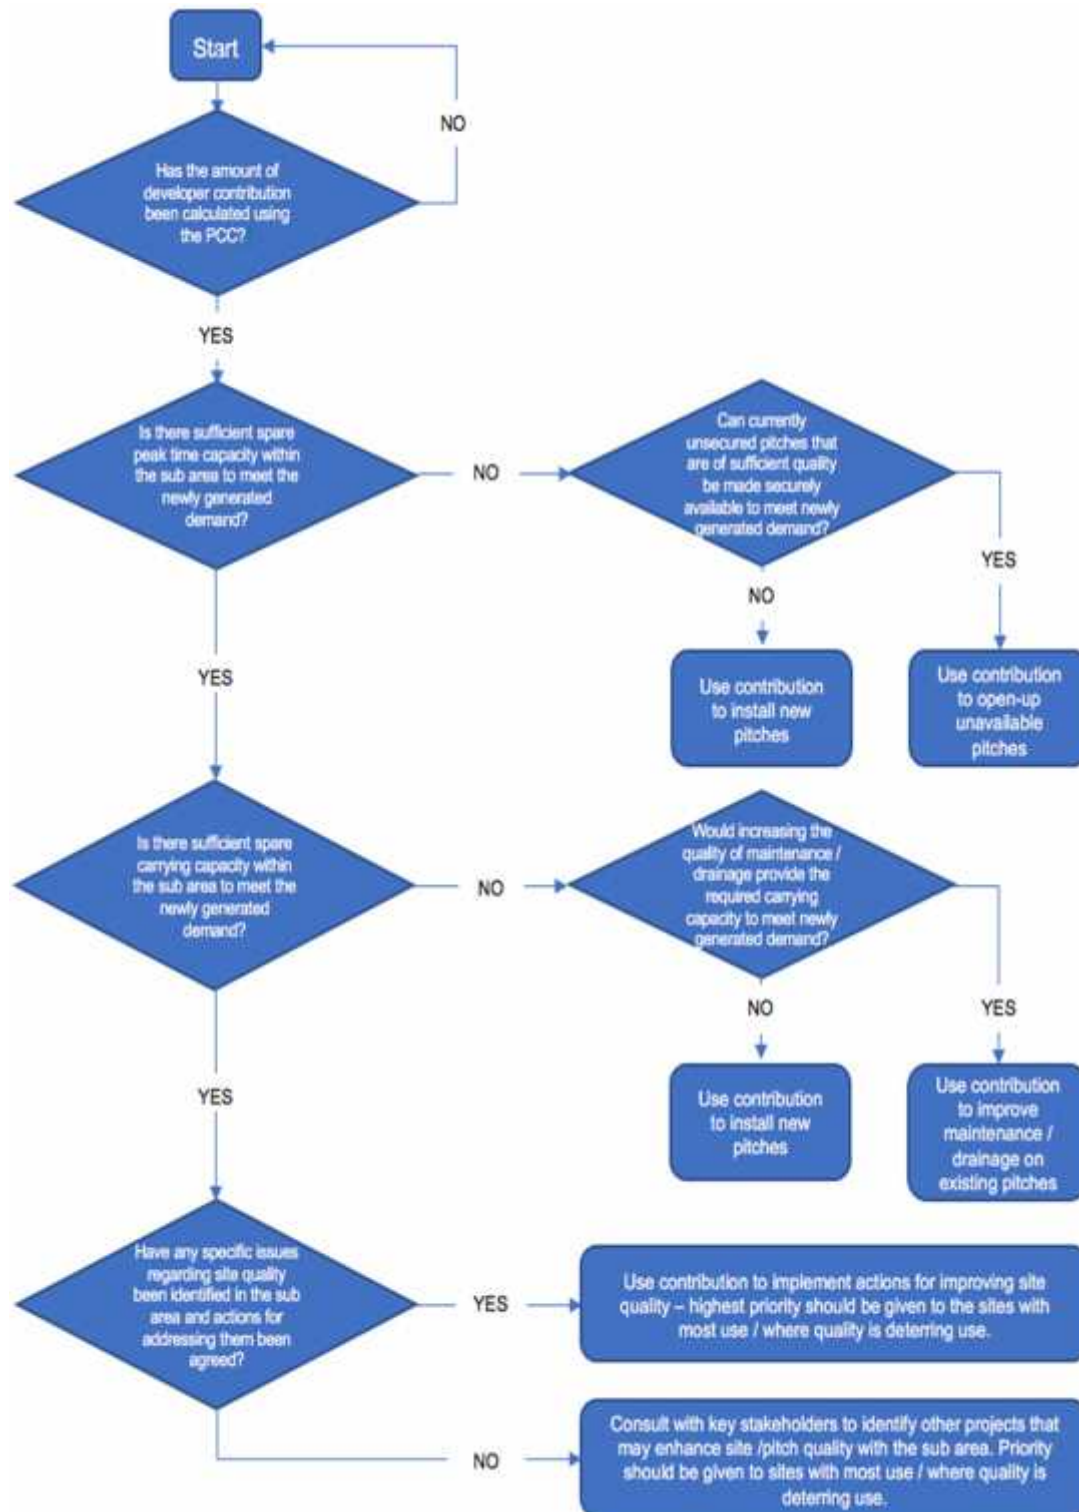 Start
NO
Has the amount of
developer contribution
been calculated using
the PCC?
YES
Is there sufficient spare
peak time capacity within
the sub area to meet the
newly generated
demand?
NO
Can currently
unsecured pitches that
are of sufficient quality
be made securely
available to meet newly
generated demand?
YES
NO
YES
Use contribution
to install new
pitches
Use contribution
to open-up
unavailable
pitches
Is there sufficient spare
carrying capacity within
the sub area to meet the
newly generated
demand?
NO
Would increasing the
quality of maintenance /
drainage provide the
required carrying
capacity to meet newly
generated demand?
NO
YES
YES
Use contribution
to install new
pitches
Use contribution
to improve
maintenance /
drainage on
existing pitches
Have any specific issues
regarding site quality
been identified in the sub
area and actions for
addressing them been
agreed?
YES
Use contribution to implement actions for improving site
quality – highest priority should be given to the sites with
most use / where quality is deterring use.
NO
Consult with key stakeholders to identify other projects that
may enhance site /pitch quality with the sub area. Priority
should be given to sites with most use / where quality is
deterring use.